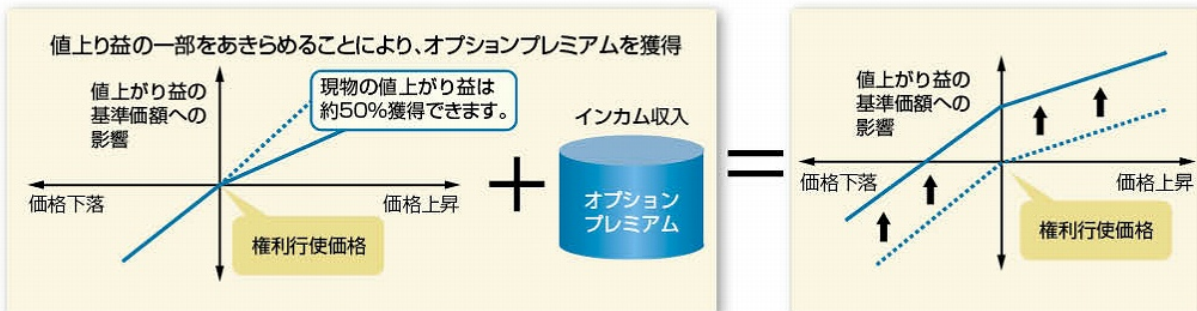 値上り益の一部をあきらめることにより、オプションプレミアムを獲得
値上がり益の
基準価額への
影響
現物の値上がり益は
約50%獲得できます。
価格下落
価格上昇
権利行使価格
インカム収入
オプション
プレミアム
値上がり益の
基準価額への
影響
価格下落
価格上昇
権利行使価格